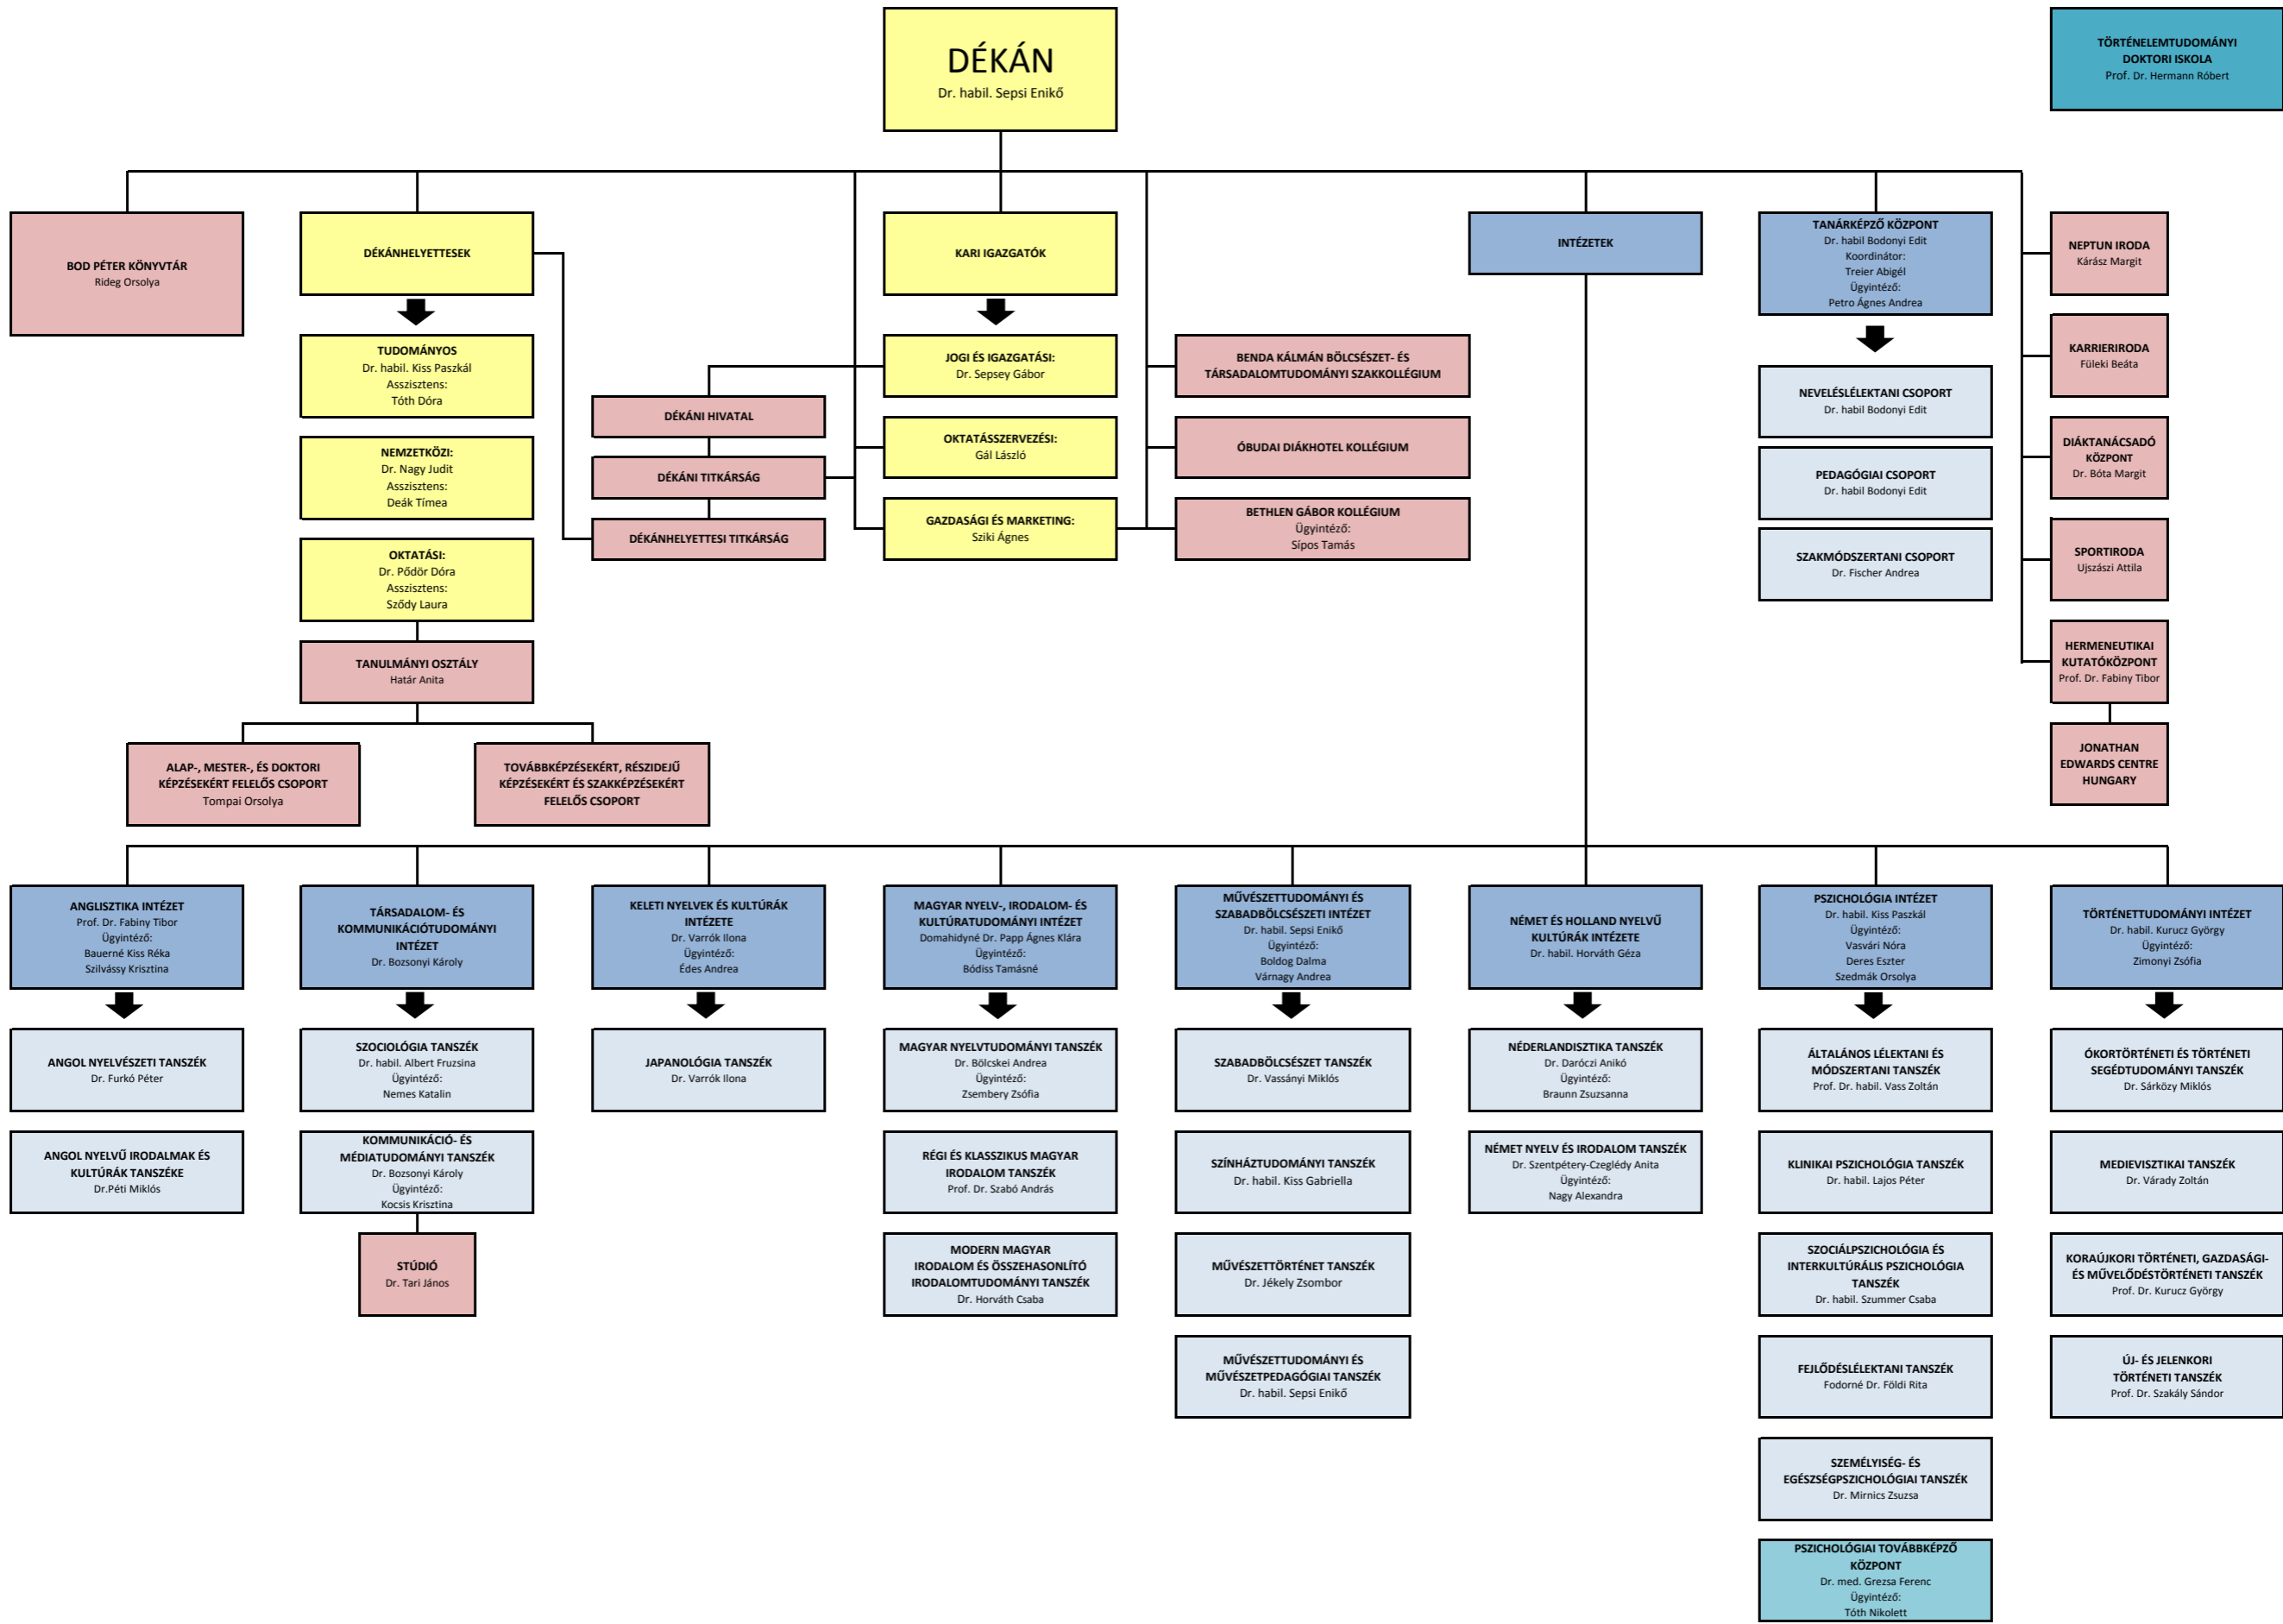 DÉKÁN
Dr. habil. Sepsi Enikő
TÖRTÉNELEMTUDOMÁNYI
DOKTORI ISKOLA
Prof. Dr. Hermann Róbert
BOD PÉTER KÖNYVTÁR
Rideg Orsolya
DÉKÁNHELYETTESEK
KARI IGAZGATÓK
INTÉZETEK
TANÁRKÉPZŐ KÖZPONT
Dr. habil Bodonyi Edit
Koordinátor:
Treier Abigél
Ügyintéző:
Petro Ágnes Andrea
NEPTUN IRODA
Kárász Margit
TUDOMÁNYOS
Dr. habil. Kiss Paszkál
Asszisztens:
Tóth Dóra
NEMZETKÖZI:
Dr. Nagy Judit
Asszisztens:
Deák Tímea
OKTATÁSI:
Dr. Pődör Dóra
Asszisztens:
Sződy Laura
TANULMÁNYI OSZTÁLY
Határ Anita
ALAP-, MESTER-, ÉS DOKTORI
KÉPZÉSEKÉRT FELELŐS CSOPORT
Tompai Orsolya
TOVÁBBKÉPZÉSEKÉRT, RÉSZIDEJŰ
KÉPZÉSEKÉRT ÉS SZAKKÉPZÉSEKÉRT
FELELŐS CSOPORT
DÉKÁNI HIVATAL
DÉKÁNI TITKÁRSÁG
DÉKÁNHELYETTESI TITKÁRSÁG
JOGI ÉS IGAZGATÁSI:
Dr. Sepsey Gábor
OKTATÁSSZERVEZÉSI:
Gál László
GAZDASÁGI ÉS MARKETING:
Sziki Ágnes
BENDA KÁLMÁN BÖLCSÉSZET- ÉS
TÁRSADALOMTUDOMÁNYI SZAKKOLLÉGIUM
ÓBUDAI DIÁKHOTEL KOLLÉGIUM
BETHLEN GÁBOR KOLLÉGIUM
Ügyintéző:
Sípos Tamás
NEVELÉSLÉLEKTANI CSOPORT
Dr. habil Bodonyi Edit
PEDAGÓGIAI CSOPORT
Dr. habil Bodonyi Edit
SZAKMÓDSZERTANI CSOPORT
Dr. Fischer Andrea
KARRIERIRODA
Füleki Beáta
DIÁKTANÁCSADÓ
KÖZPONT
Dr. Bóta Margit
SPORTIRODA
Ujszászi Attila
HERMENEUTIKAI
KUTATÓKÖZPONT
Prof. Dr. Fabiny Tibor
JONATHAN
EDWARDS CENTRE
HUNGARY
ANGLISZTIKA INTÉZET
Prof. Dr. Fabiny Tibor
Ügyintéző:
Bauerné Kiss Réka
Szilvássy Krisztina
ANGOL NYELVÉSZETI TANSZÉK
Dr. Furkó Péter
ANGOL NYELVŰ IRODALMAK ÉS
KULTÚRÁK TANSZÉKE
Dr.Péti Miklós
TÁRSADALOM- ÉS
KOMMUNIKÁCIÓTUDOMÁNYI
INTÉZET
Dr. Bozsonyi Károly
SZOCIOLÓGIA TANSZÉK
Dr. habil. Albert Fruzsina
Ügyintéző:
Nemes Katalin
KOMMUNIKÁCIÓ- ÉS
MÉDIATUDOMÁNYI TANSZÉK
Dr. Bozsonyi Károly
Ügyintéző:
Kocsis Krisztina
STÚDIÓ
Dr. Tari János
KELETI NYELVEK ÉS KULTÚRÁK
INTÉZETE
Dr. Varrók Ilona
Ügyintéző:
Édes Andrea
JAPANOLÓGIA TANSZÉK
Dr. Varrók Ilona
MAGYAR NYELV-, IRODALOM- ÉS
KULTÚRATUDOMÁNYI INTÉZET
Domahidyné Dr. Papp Ágnes Klára
Ügyintéző:
Bódiss Tamásné
MAGYAR NYELVTUDOMÁNYI TANSZÉK
Dr. Bölcskei Andrea
Ügyintéző:
Zsembery Zsófia
RÉGI ÉS KLASSZIKUS MAGYAR
IRODALOM TANSZÉK
Prof. Dr. Szabó András
MODERN MAGYAR
IRODALOM ÉS ÖSSZEHASONLÍTÓ
IRODALOMTUDOMÁNYI TANSZÉK
Dr. Horváth Csaba
MŰVÉSZETTUDOMÁNYI ÉS
SZABADBÖLCSÉSZETI INTÉZET
Dr. habil. Sepsi Enikő
Ügyintéző:
Boldog Dalma
Várnagy Andrea
SZABADBÖLCSÉSZET TANSZÉK
Dr. Vassányi Miklós
SZÍNHÁZTUDOMÁNYI TANSZÉK
Dr. habil. Kiss Gabriella
MŰVÉSZETTÖRTÉNET TANSZÉK
Dr. Jékely Zsombor
MŰVÉSZETTUDOMÁNYI ÉS
MŰVÉSZETPEDAGÓGIAI TANSZÉK
Dr. habil. Sepsi Enikő
NÉMET ÉS HOLLAND NYELVŰ
KULTÚRÁK INTÉZETE
Dr. habil. Horváth Géza
NÉDERLANDISZTIKA TANSZÉK
Dr. Daróczi Anikó
Ügyintéző:
Braunn Zsuzsanna
NÉMET NYELV ÉS IRODALOM TANSZÉK
Dr. Szentpétery-Czeglédy Anita
Ügyintéző:
Nagy Alexandra
PSZICHOLÓGIA INTÉZET
Dr. habil. Kiss Paszkál
Ügyintéző:
Vasvári Nóra
Deres Eszter
Szedmák Orsolya
ÁLTALÁNOS LÉLEKTANI ÉS
MÓDSZERTANI TANSZÉK
Prof. Dr. habil. Vass Zoltán
KLINIKAI PSZICHOLÓGIA TANSZÉK
Dr. habil. Lajos Péter
SZOCIÁLPSZICHOLÓGIA ÉS
INTERKULTÚRÁLIS PSZICHOLÓGIA
TANSZÉK
Dr. habil. Szummer Csaba
FEJLŐDÉSLÉLEKTANI TANSZÉK
Fodorné Dr. Földi Rita
SZEMÉLYISÉG- ÉS
EGÉSZSÉGPSZICHOLÓGIAI TANSZÉK
Dr. Mirnics Zsuzsa
PSZICHOLÓGIAI TOVÁBBKÉPZŐ
KÖZPONT
Dr. med. Grezsa Ferenc
Ügyintéző:
Tóth Nikolett
TÖRTÉNETTUDOMÁNYI INTÉZET
Dr. habil. Kurucz György
Ügyintéző:
Zimonyi Zsófia
ÓKORTÖRTÉNETI ÉS TÖRTÉNETI
SEGÉDTUDOMÁNYI TANSZÉK
Dr. Sárközy Miklós
MEDIEVISZTIKAI TANSZÉK
Dr. Várady Zoltán
KORAÚJKORI TÖRTÉNETI, GAZDASÁGI-
ÉS MŰVELŐDÉSTÖRTÉNETI TANSZÉK
Prof. Dr. Kurucz György
ÚJ- ÉS JELENKORI
TÖRTÉNETI TANSZÉK
Prof. Dr. Szakály Sándor